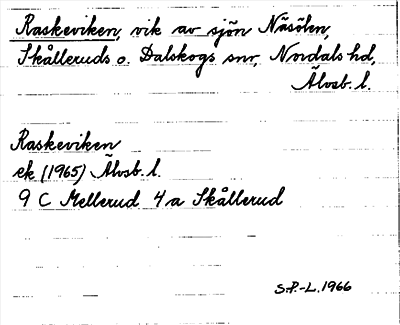 Raskeviken, vik av sjön Näsölen,
Skålleruds o. Dalskogs snr, Nordals hd,
Älvsb. l.
Raskeviken
ek (1965) Älvsb. l.
9 C Mellerud 4 a Skållerud
S.P.-L. 1966